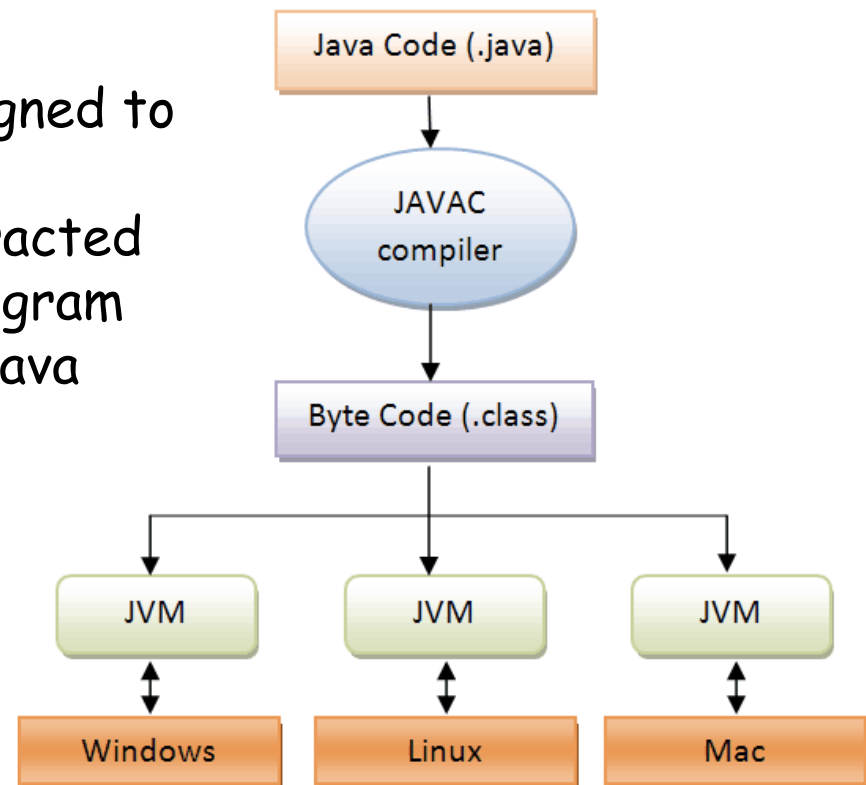 gned to
acted
gram
ava
Java Code (.java)
JAVAC
compiler
Byte Code (.class)
JVM JVM JVM
Windows Linux Mac